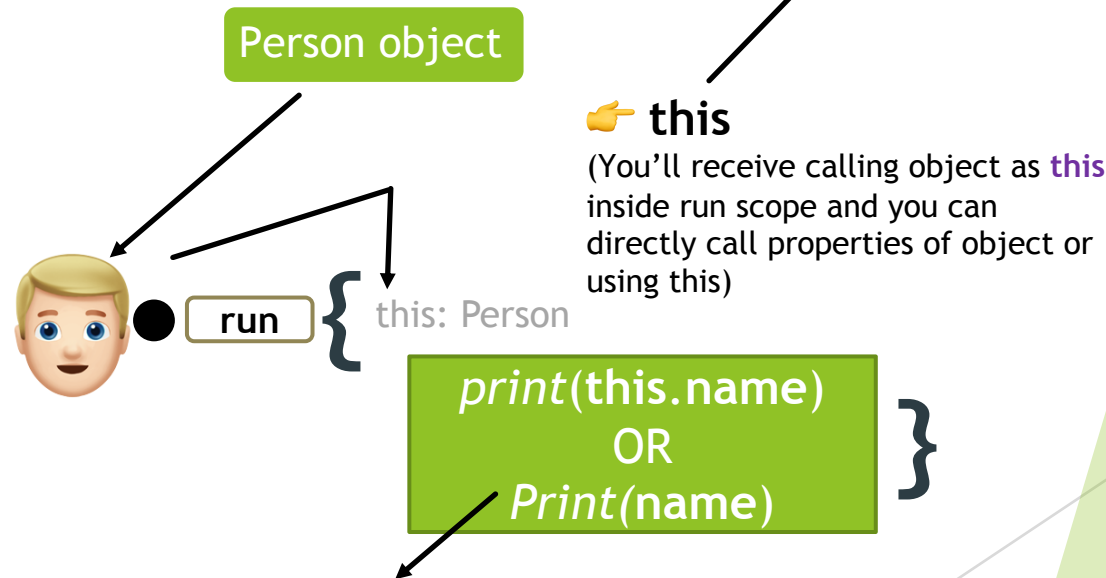 Person object
👉 this
(You’ll receive calling object as this
inside run scope and you can
directly call properties of object or
using this)
run { this: Person
print(this.name)
OR
Print(name)
}